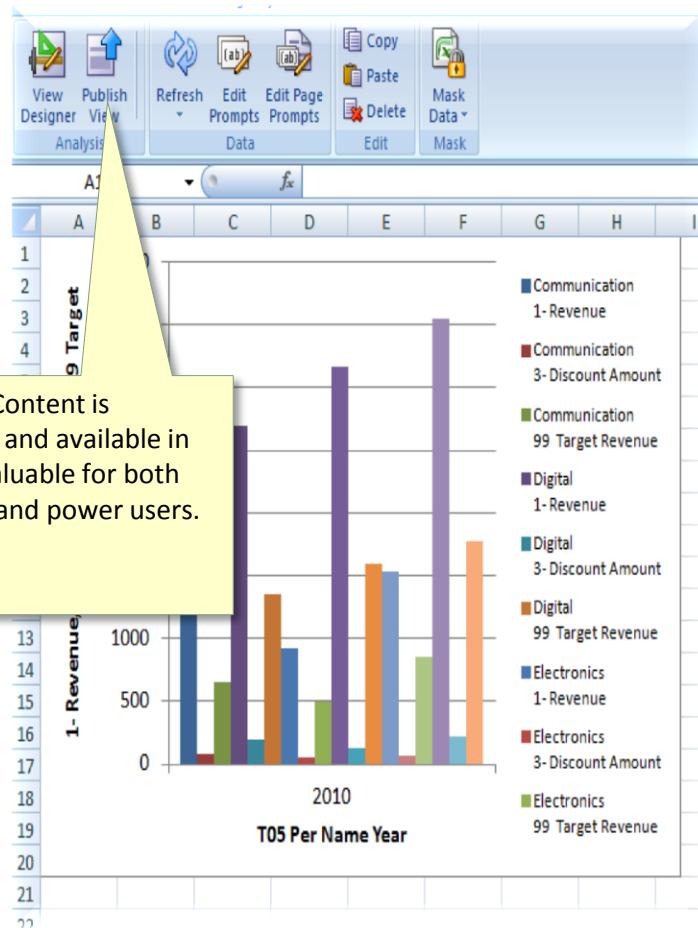 Copy
Paste
Delete
View Designer
Publish View
Refresh
Edit Prompts
Edit Page Prompts
Mask Data
Analysis
Data
Edit
Mask
fx
A B C D E F G H I
1
2
3
4
Content is
and available in
for both
and power users.
13
14
15
16
17
18
19
20
21
22
9 Target
1- Revenue
1000
500
0
2010
T05 Per Name Year
Communication
1- Revenue
Communication
3- Discount Amount
Communication
99 Target Revenue
Digital
1- Revenue
Digital
3- Discount Amount
Digital
99 Target Revenue
Electronics
1- Revenue
Electronics
3- Discount Amount
Electronics
99 Target Revenue